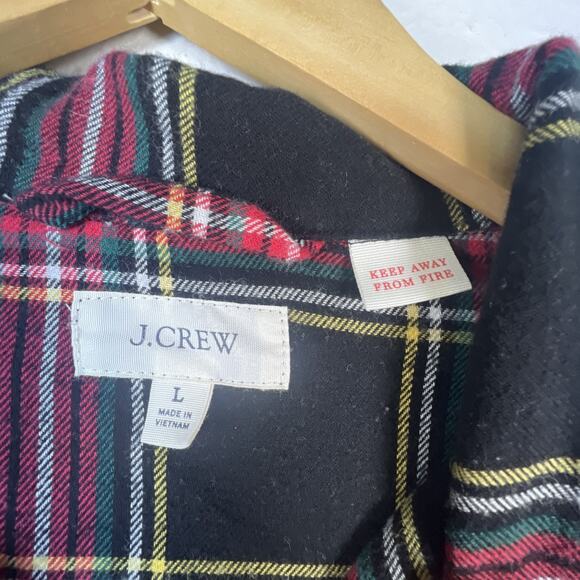 KEEP AWAY
FROM FIRE
J.CREW
L
MADE IN
VIETNAM